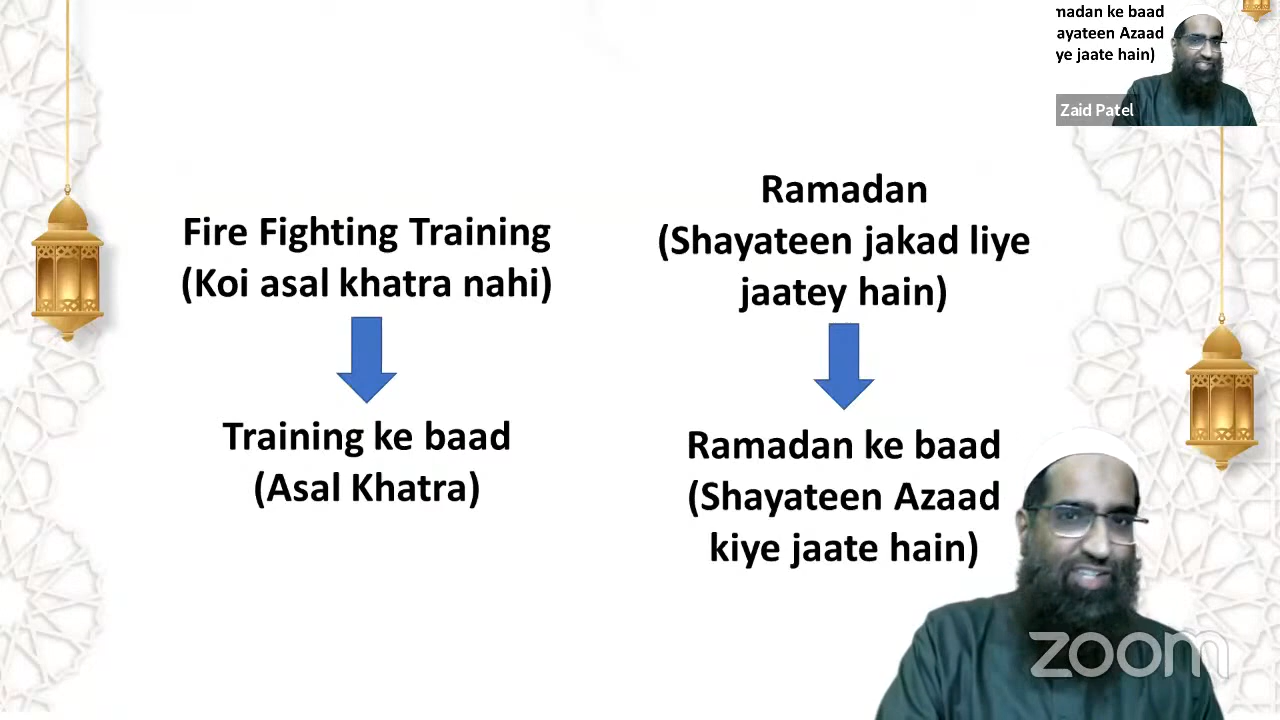 madan ke baad
ayateen Azaad
ye jaate hain)
Zaid Patel
Fire Fighting Training
(Koi asal khatra nahi)
Training ke baad
(Asal Khatra)
Ramadan
(Shayateen jakad liye
jaatey hain)
Ramadan ke baad
(Shayateen Azaad
kiye jaate hain)
zoom